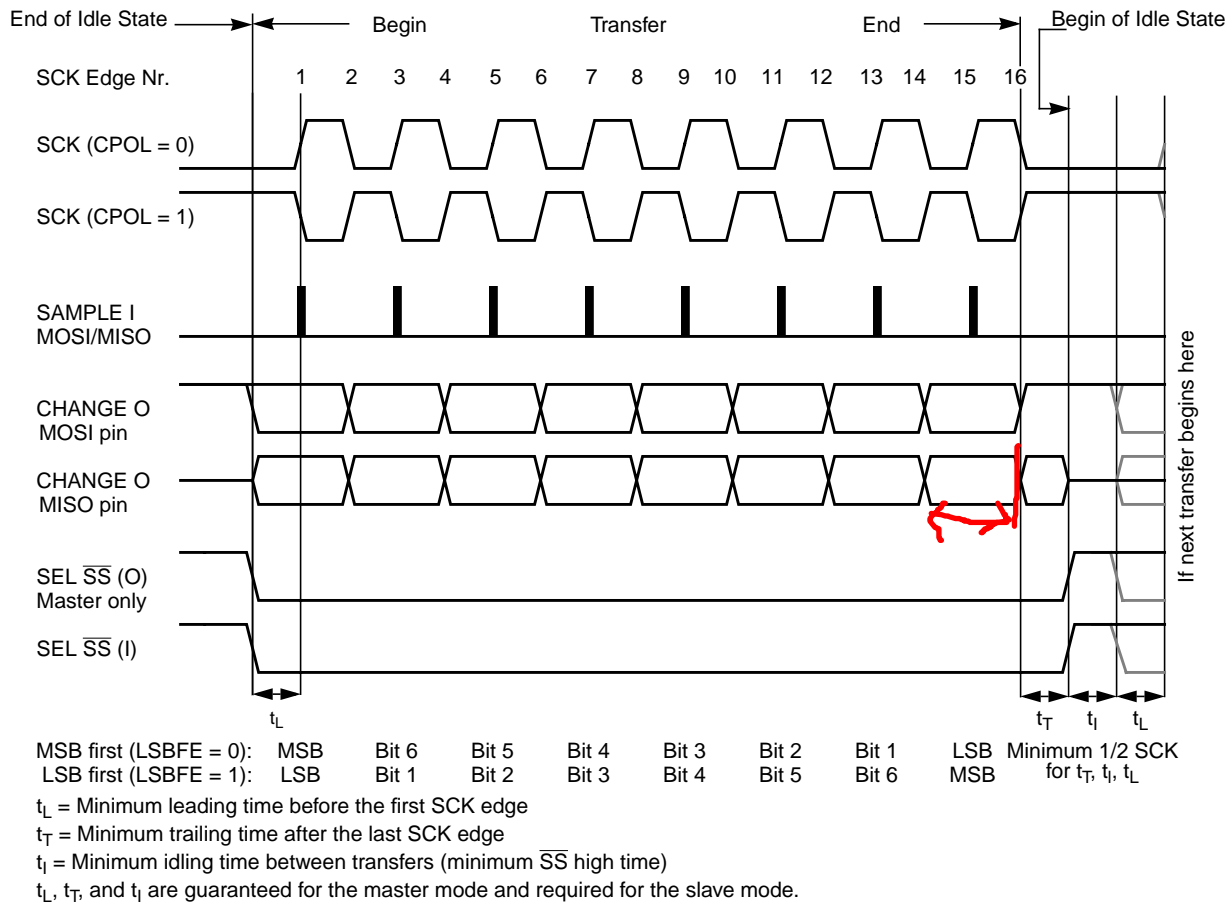 End of Idle State
Begin
Transfer
End
Begin of Idle State
SCK Edge Nr.
1 2 3 4 5 6 7 8 9 10 11 12 13 14 15 16
SCK (CPOL = 0)
SCK (CPOL = 1)
SAMPLE I
MOSI/MISO
CHANGE O
MOSI pin
CHANGE O
MISO pin
SEL S̅S̅ (O)
Master only
SEL S̅S̅ (I)
If next transfer begins here
tL
tT tI tL
MSB first (LSBFE = 0): MSB Bit 6 Bit 5 Bit 4 Bit 3 Bit 2 Bit 1 LSB
LSB first (LSBFE = 1): LSB Bit 1 Bit 2 Bit 3 Bit 4 Bit 5 Bit 6 MSB
Minimum 1/2 SCK
for tT, tI, tL
tL = Minimum leading time before the first SCK edge
tT = Minimum trailing time after the last SCK edge
tI = Minimum idling time between transfers (minimum S̅S̅ high time)
tL, tT, and tI are guaranteed for the master mode and required for the slave mode.